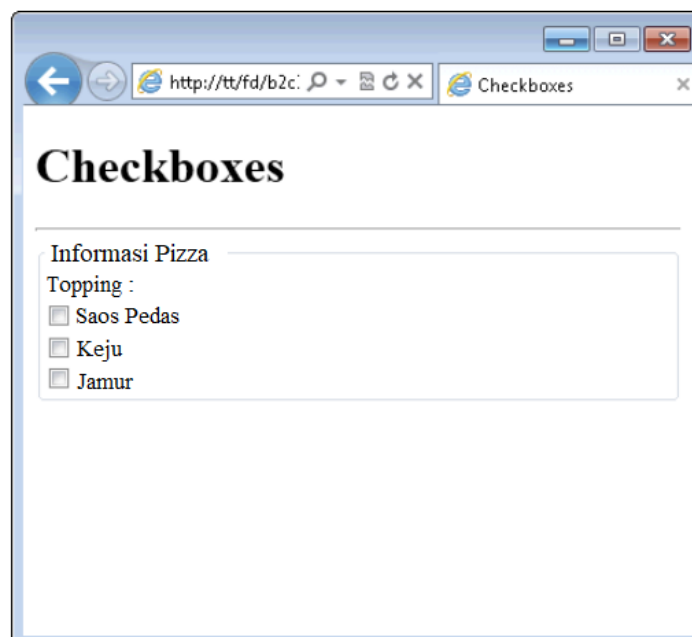 http://tt/fd/b2c
Checkboxes
Checkboxes
Informasi Pizza
Topping :
Saos Pedas
Keju
Jamur